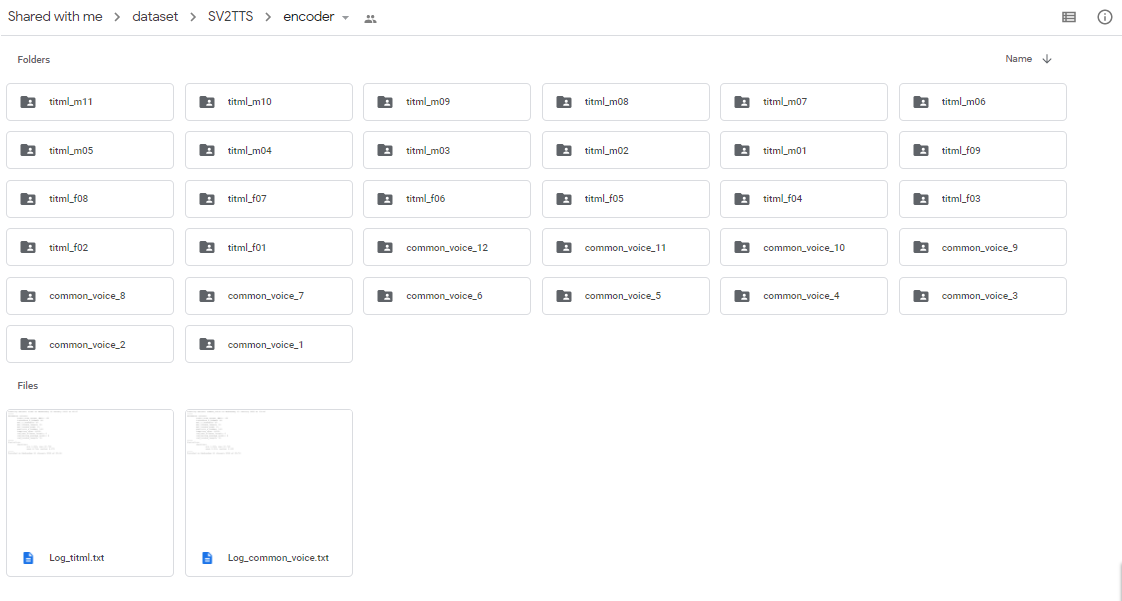 Shared with me > dataset > SV2TTS > encoder
Folders Name
titml_m11 titml_m10 titml_m09 titml_m08 titml_m07 titml_m06
titml_m05 titml_m04 titml_m03 titml_m02 titml_m01 titml_f09
titml_f08 titml_f07 titml_f06 titml_f05 titml_f04 titml_f03
titml_f02 titml_f01 common_voice_12 common_voice_11 common_voice_10 common_voice_9
common_voice_8 common_voice_7 common_voice_6 common_voice_5 common_voice_4 common_voice_3
common_voice_2 common_voice_1
Files
Log_titml.txt Log_common_voice.txt